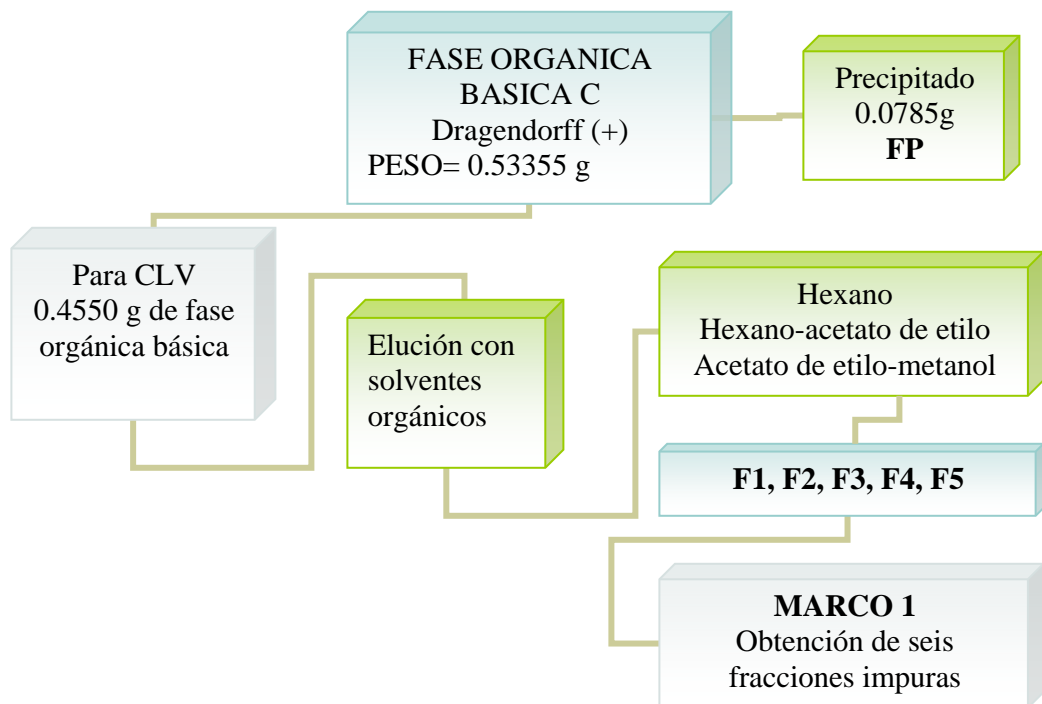 FASE ORGANICA
BASICA C
Dragendorff (+)
PESO= 0.53355 g
Precipitado
0.0785g
FP
Para CLV
0.4550 g de fase
orgánica básica
Elución con
solventes
orgánicos
Hexano
Hexano-acetato de etilo
Acetato de etilo-metanol
F1, F2, F3, F4, F5
MARCO 1
Obtención de seis
fracciones impuras